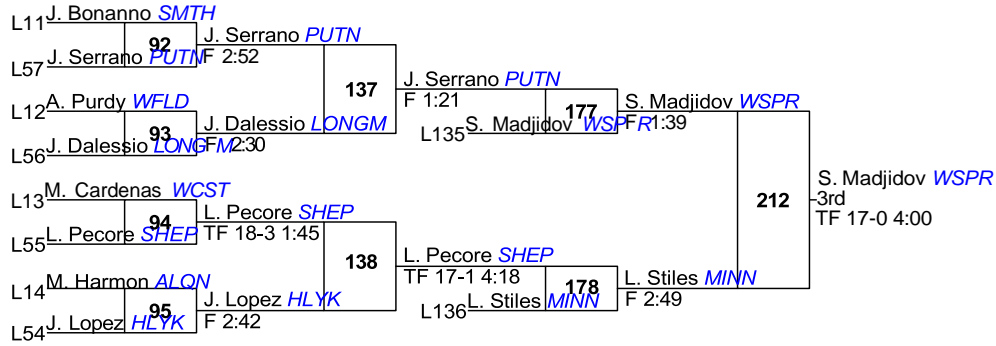 L11 J. Bonanno SMTH
92
L57 J. Serrano PUTN
J. Serrano PUTN
F 2:52
137
L12 A. Purdy WFLD
93
L56 J. Dalessio LONGM
J. Dalessio LONGM
F 2:30
J. Serrano PUTN
F 1:21
177
L135 S. Madjidov WSPR
S. Madjidov WSPR
F 1:39
L13 M. Cardenas WCST
94
L55 L. Pecore SHEP
L. Pecore SHEP
TF 18-3 1:45
138
L14 M. Harmon ALQN
95
L54 J. Lopez HLYK
J. Lopez HLYK
F 2:42
L. Pecore SHEP
TF 17-1 4:18
178
L136 L. Stiles MINN
L. Stiles MINN
F 2:49
212
S. Madjidov WSPR
3rd
TF 17-0 4:00